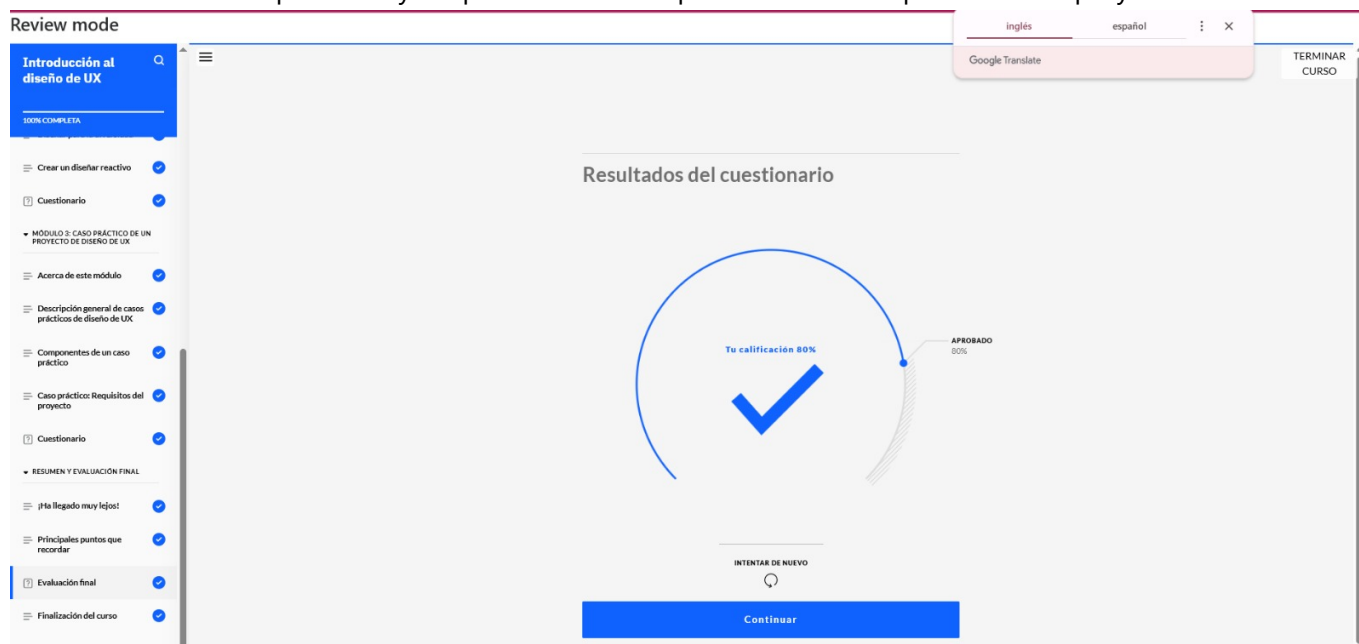 Review mode
inglés español
Google Translate
TERMINAR
CURSO
Introducción al
diseño de UX
100% COMPLETA
Crear un diseñar reactivo
Cuestionario
MÓDULO 3: CASO PRÁCTICO DE UN
PROYECTO DE DISEÑO DE UX
Acerca de este módulo
Descripción general de casos
prácticos de diseño de UX
Componentes de un caso
práctico
Caso práctico: Requisitos del
proyecto
Cuestionario
RESUMEN Y EVALUACIÓN FINAL
¡Ha llegado muy lejos!
Principales puntos que
recordar
Evaluación final
Finalización del curso
Resultados del cuestionario
Tu calificación 80%
APROBADO
80%
INTENTAR DE NUEVO
Continuar